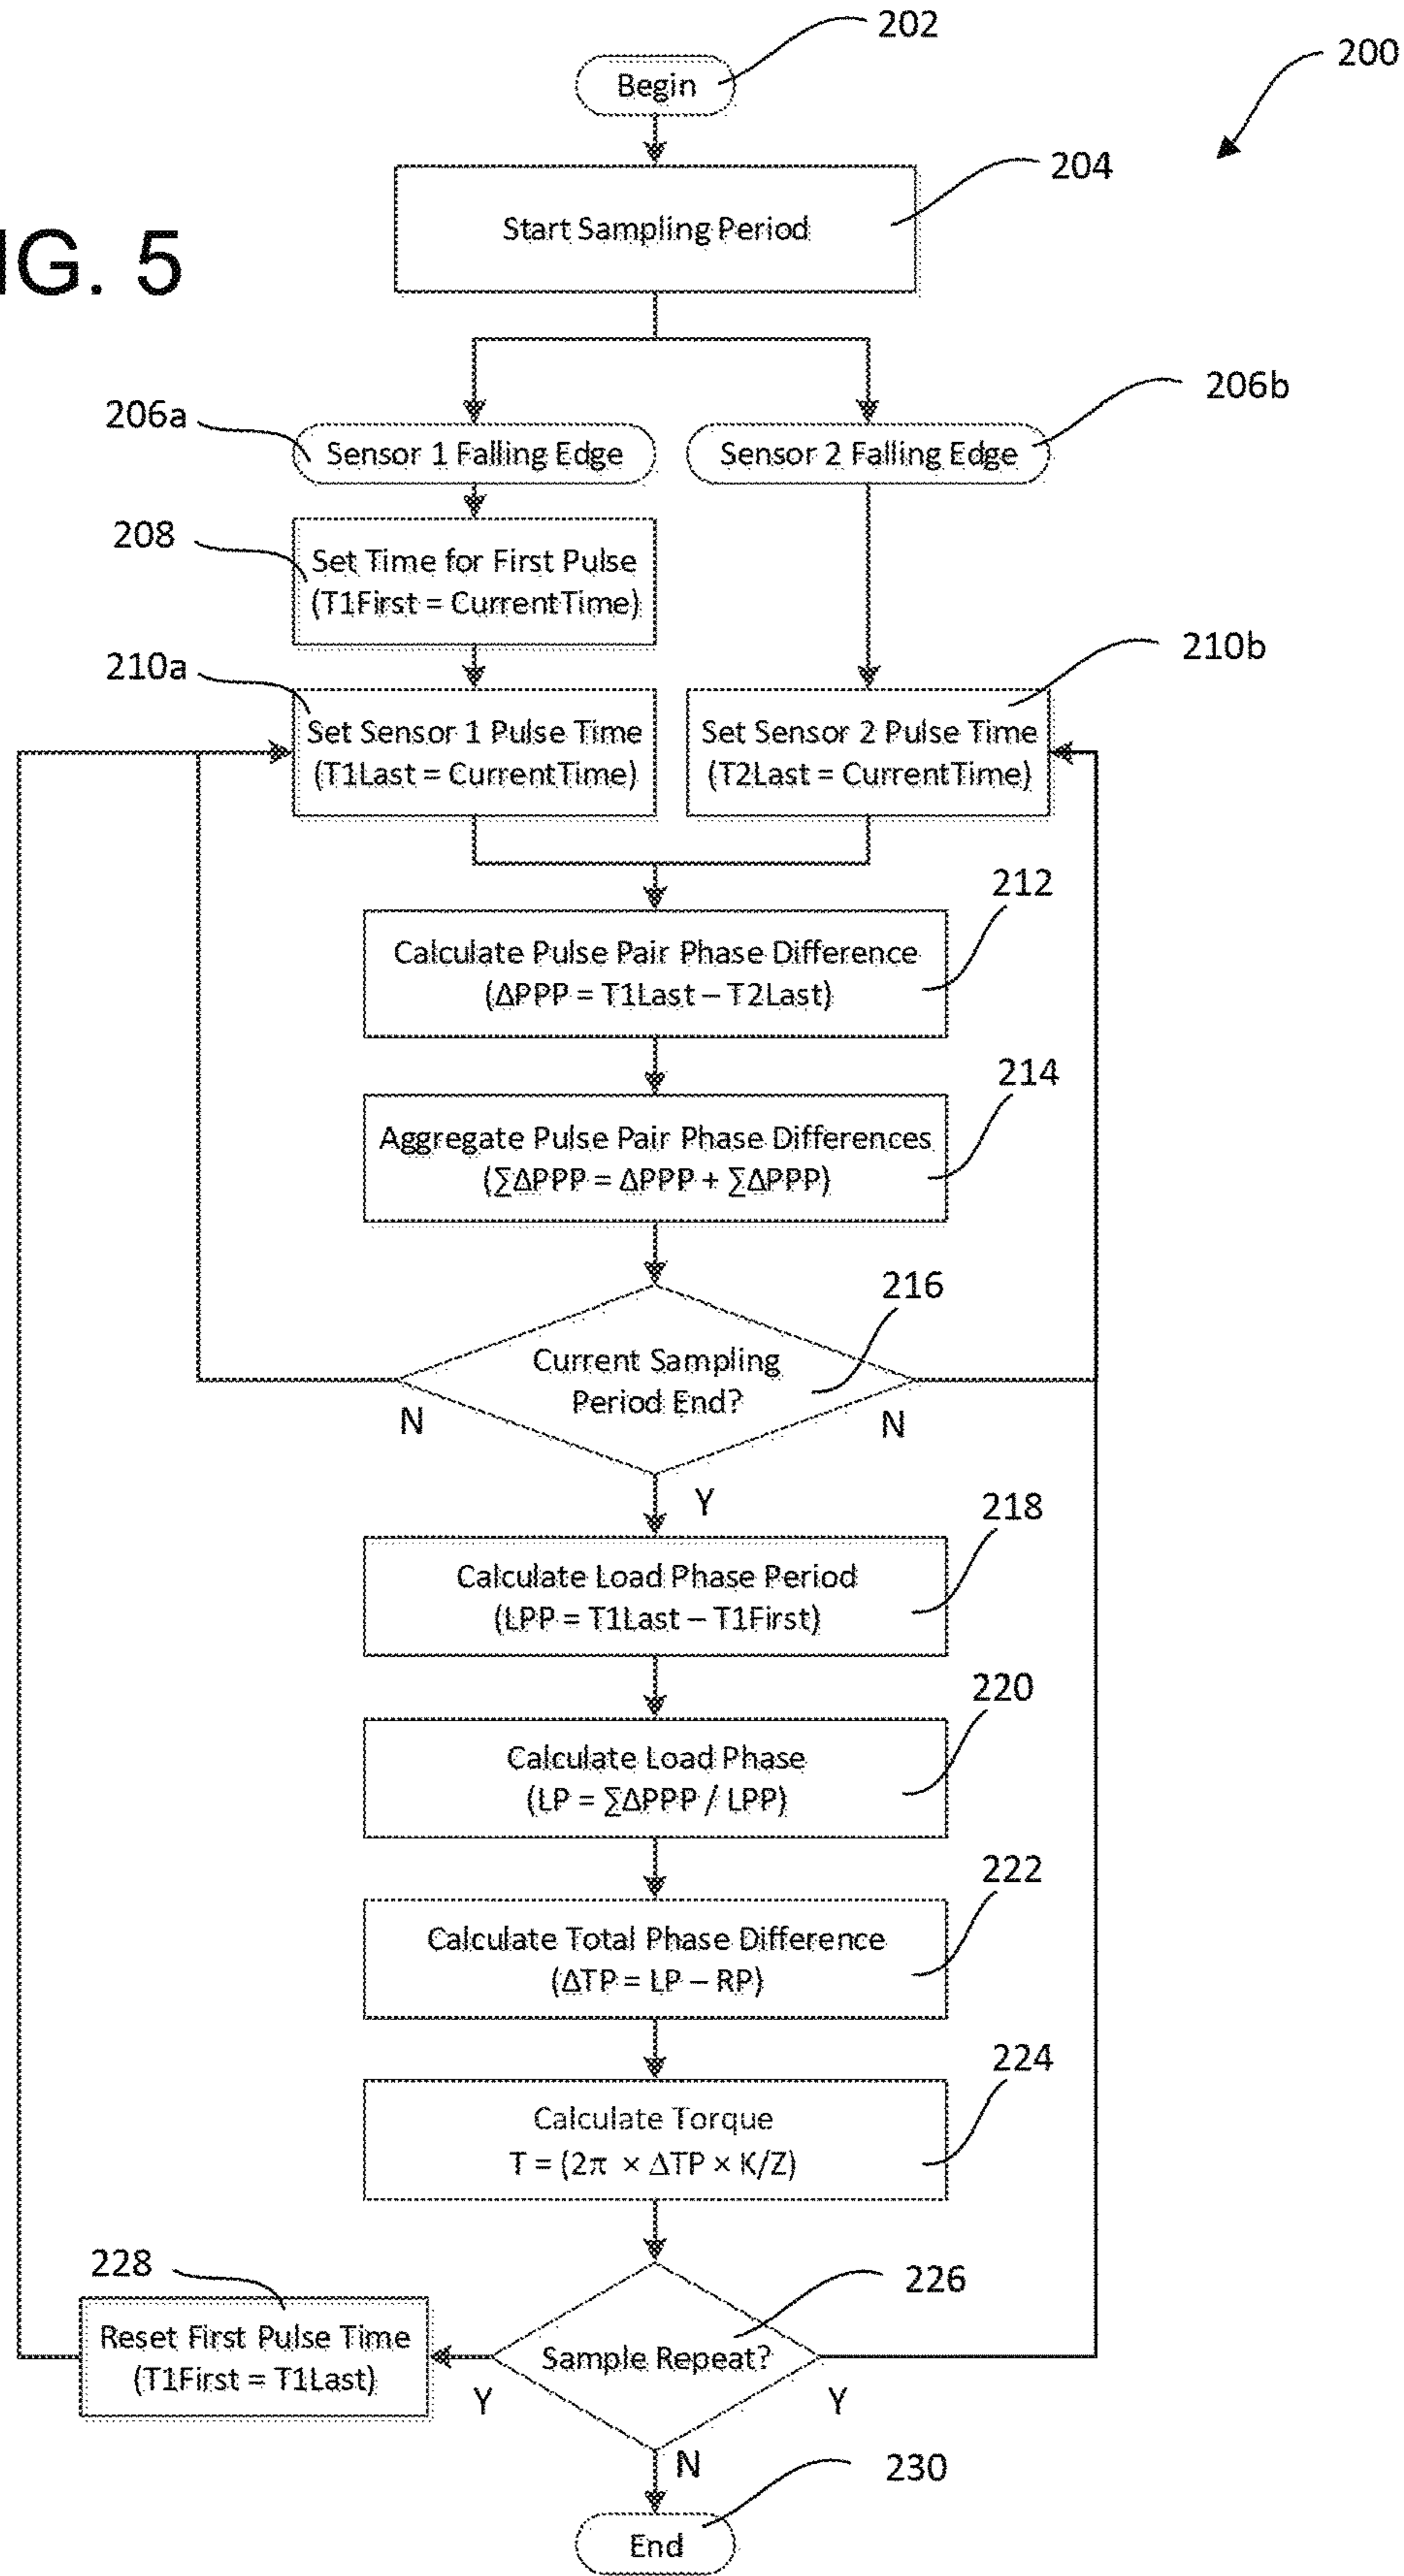 202
200
Begin
204
Start Sampling Period
IG. 5
206a
206b
Sensor 1 Falling Edge
Sensor 2 Falling Edge
208
Set Time for First Pulse
(T1First = CurrentTime)
210a
210b
Set Sensor 1 Pulse Time
(T1Last = CurrentTime)
Set Sensor 2 Pulse Time
(T2Last = CurrentTime)
212
Calculate Pulse Pair Phase Difference
(ΔPPP = T1Last – T2Last)
214
Aggregate Pulse Pair Phase Differences
(∑ΔPPP = ΔPPP + ∑ΔPPP)
216
Current Sampling
Period End?
N
N
Y
218
Calculate Load Phase Period
(LPP = T1Last – T1First)
220
Calculate Load Phase
(LP = ∑ΔPPP / LPP)
222
Calculate Total Phase Difference
(ΔTP = LP – RP)
224
Calculate Torque
T = (2π × ΔTP × K/Z)
228
226
Reset First Pulse Time
(T1First = T1Last)
Sample Repeat?
Y
Y
N
230
End